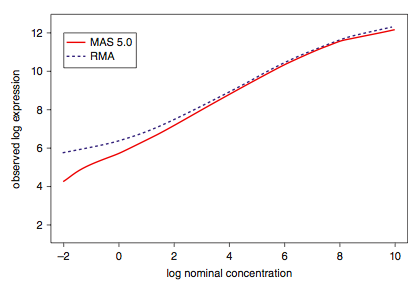 MAS 5.0
RMA
observed log expression
12
10
8
6
4
2
−2 0 2 4 6 8 10
log nominal concentration